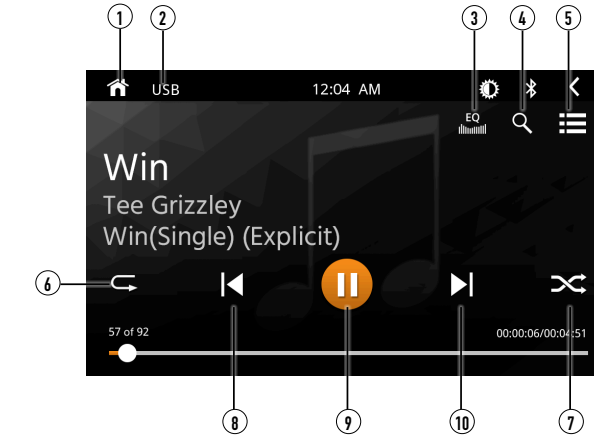 1 2 3 4 5
USB 12:04 AM
EQ
Win
Tee Grizzley
Win(Single) (Explicit)
6
57 of 92 00:00:06/00:04:51
8 9 10 7